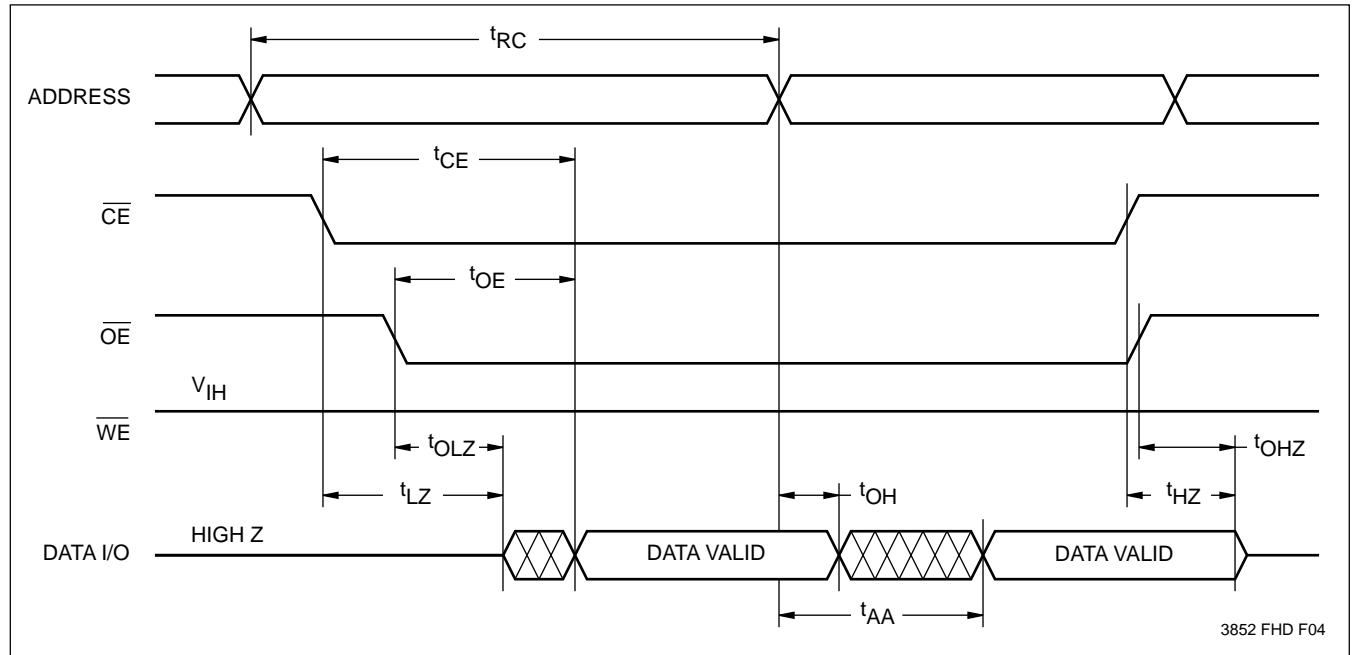 tRC
ADDRESS
tCE
CE
tOE
OE
VIH
WE
tOLZ
tOHZ
tLZ
tOH
tHZ
HIGH Z
DATA I/O
DATA VALID
DATA VALID
tAA
3852 FHD F04